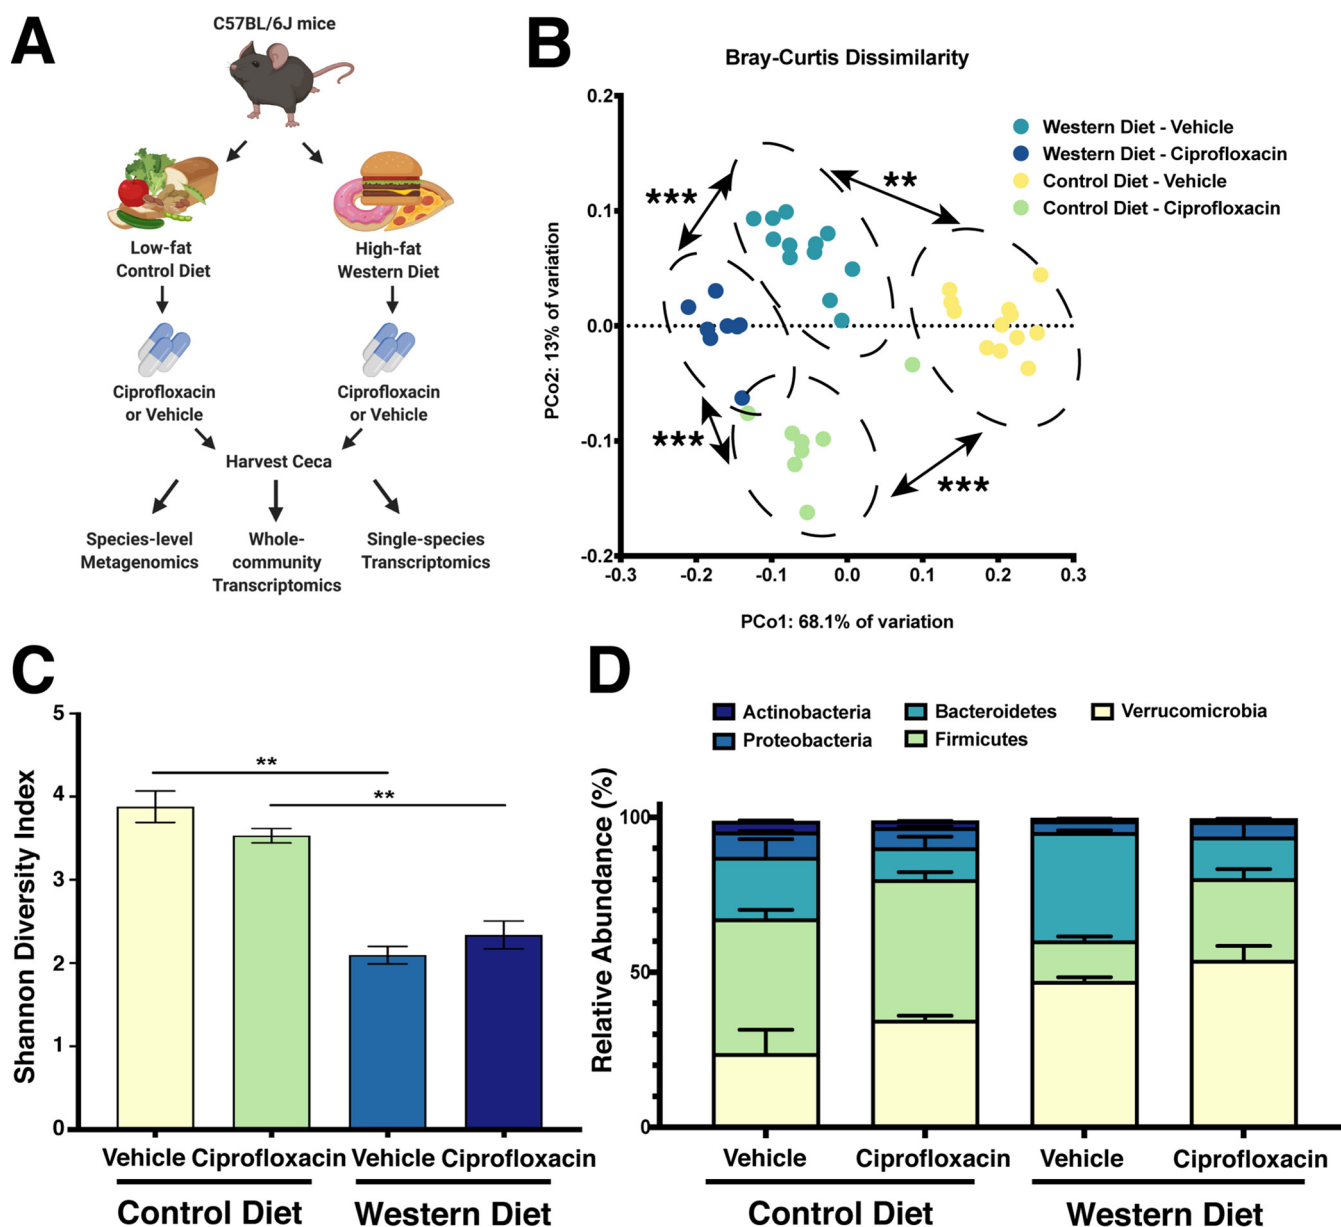 A
C57BL/6J mice
Low-fat
Control Diet
High-fat
Western Diet
Ciprofloxacin
or Vehicle
Ciprofloxacin
or Vehicle
Harvest Ceca
Species-level
Metagenomics
Whole-
community
Transcriptomics
Single-species
Transcriptomics
B
Bray-Curtis Dissimilarity
Western Diet - Vehicle
Western Diet - Ciprofloxacin
Control Diet - Vehicle
Control Diet - Ciprofloxacin
PCo2: 13% of variation
0.2
0.1
0.0
-0.1
-0.2
***
**
***
***
-0.3 -0.2 -0.1 0.0 0.1 0.2 0.3
PCo1: 68.1% of variation
C
Shannon Diversity Index
5
4
3
2
1
0
**
**
Vehicle Ciprofloxacin Vehicle Ciprofloxacin
Control Diet Western Diet
D
Actinobacteria Bacteroidetes Verrucomicrobia
Proteobacteria Firmicutes
Relative Abundance (%)
100
50
0
Vehicle Ciprofloxacin Vehicle Ciprofloxacin
Control Diet Western Diet